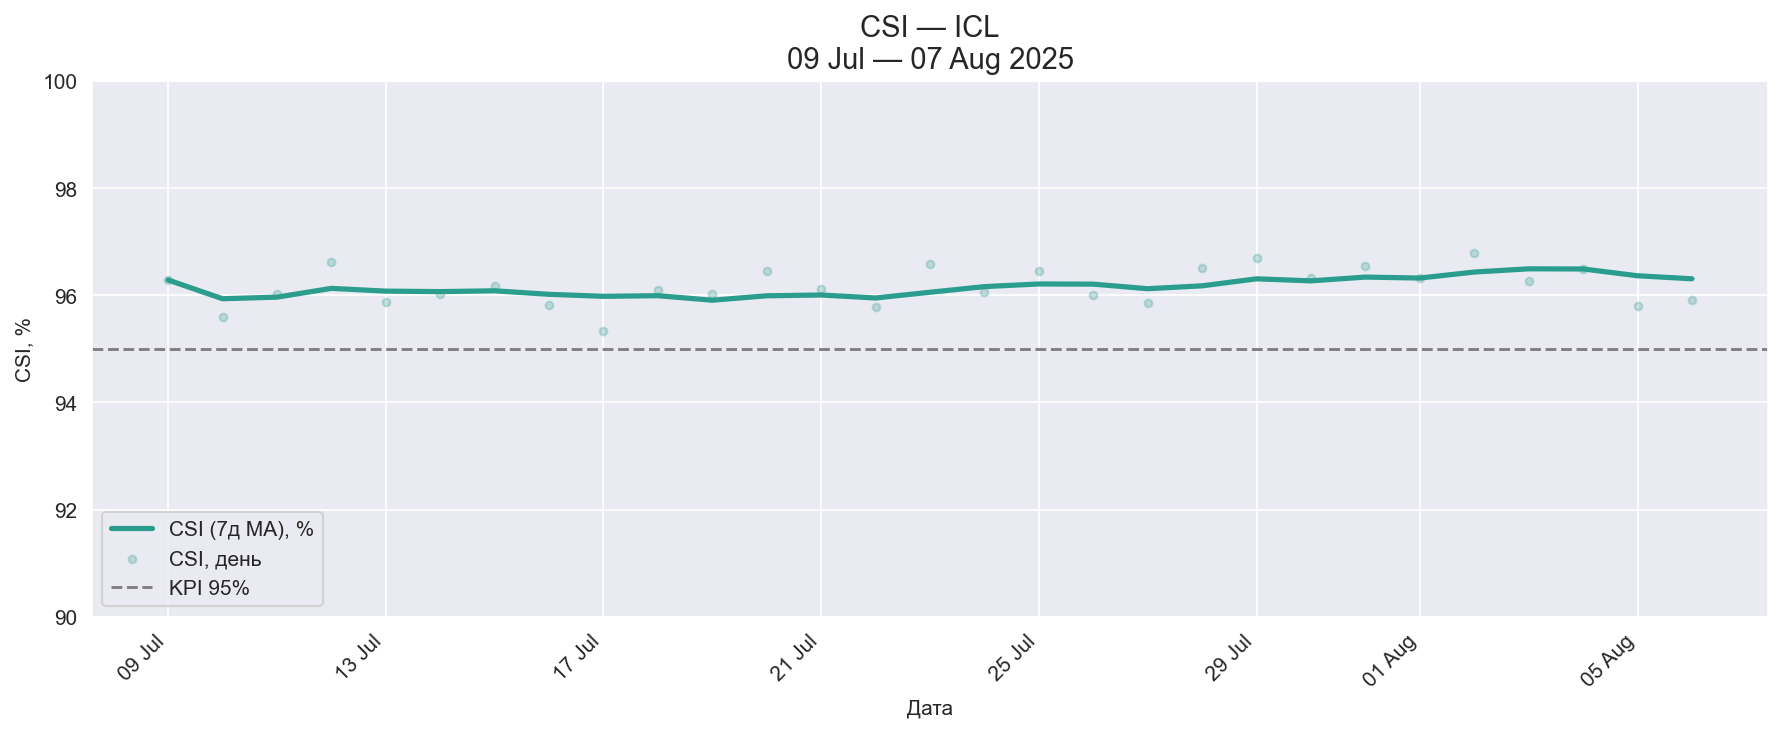 CSI — ICL
09 Jul — 07 Aug 2025
100
98
96
94
92
90
CSI, %
CSI (7д MA), %
CSI, день
KPI 95%
09 Jul
13 Jul
17 Jul
21 Jul
25 Jul
29 Jul
01 Aug
05 Aug
Дата